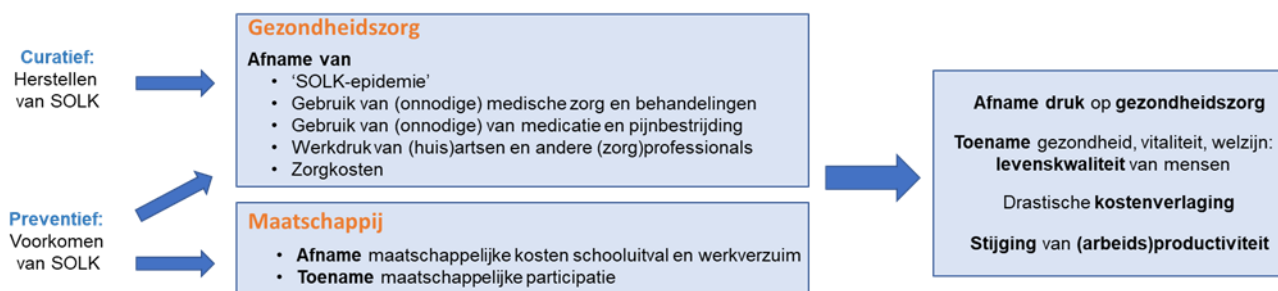 Curatief:
Herstellen
van SOLK
Preventief:
Voorkomen
van SOLK
Gezondheidszorg
Afname van
• ‘SOLK-epidemie’
• Gebruik van (onnodige) medische zorg en behandelingen
• Gebruik van (onnodige) van medicatie en pijnbestrijding
• Werkdruk van (huis)artsen en andere (zorg)professionals
• Zorgkosten
Maatschappij
• Afname maatschappelijke kosten schooluitval en werkverzuim
• Toename maatschappelijke participatie
Afname druk op gezondheidszorg
Toename gezondheid, vitaliteit, welzijn:
levenskwaliteit van mensen
Drastische kostenverlaging
Stijging van (arbeids)productiviteit